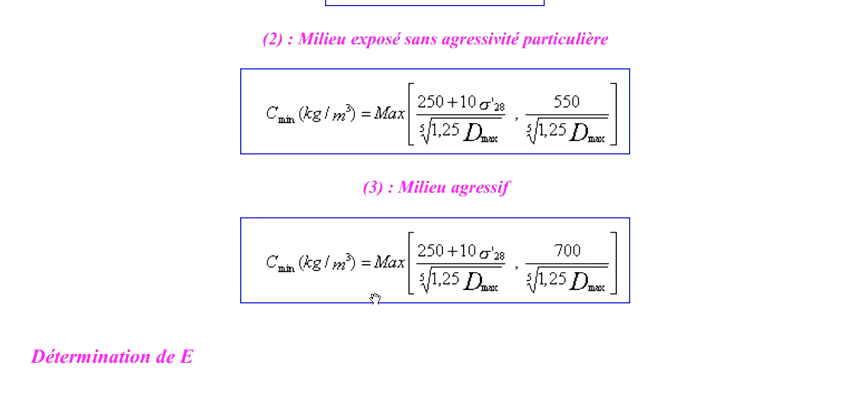 (2) : Milieu exposé sans agressivité particulière
C_min (kg / m³) = Max [ (250 + 10 σ'_28) / ⁵√(1,25 D_max) , 550 / ⁵√(1,25 D_max) ]
(3) : Milieu agressif
C_min (kg / m³) = Max [ (250 + 10 σ'_28) / ⁵√(1,25 D_max) , 700 / ⁵√(1,25 D_max) ]
Détermination de E